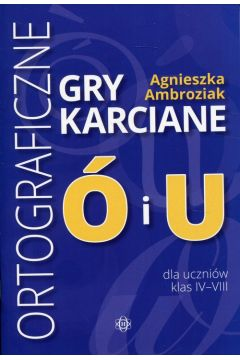 ORTOGRAFICZNE
Agnieszka
Ambroziak
GRY
KARCIANE
Ó i U
dla uczniów
klas IV–VIII